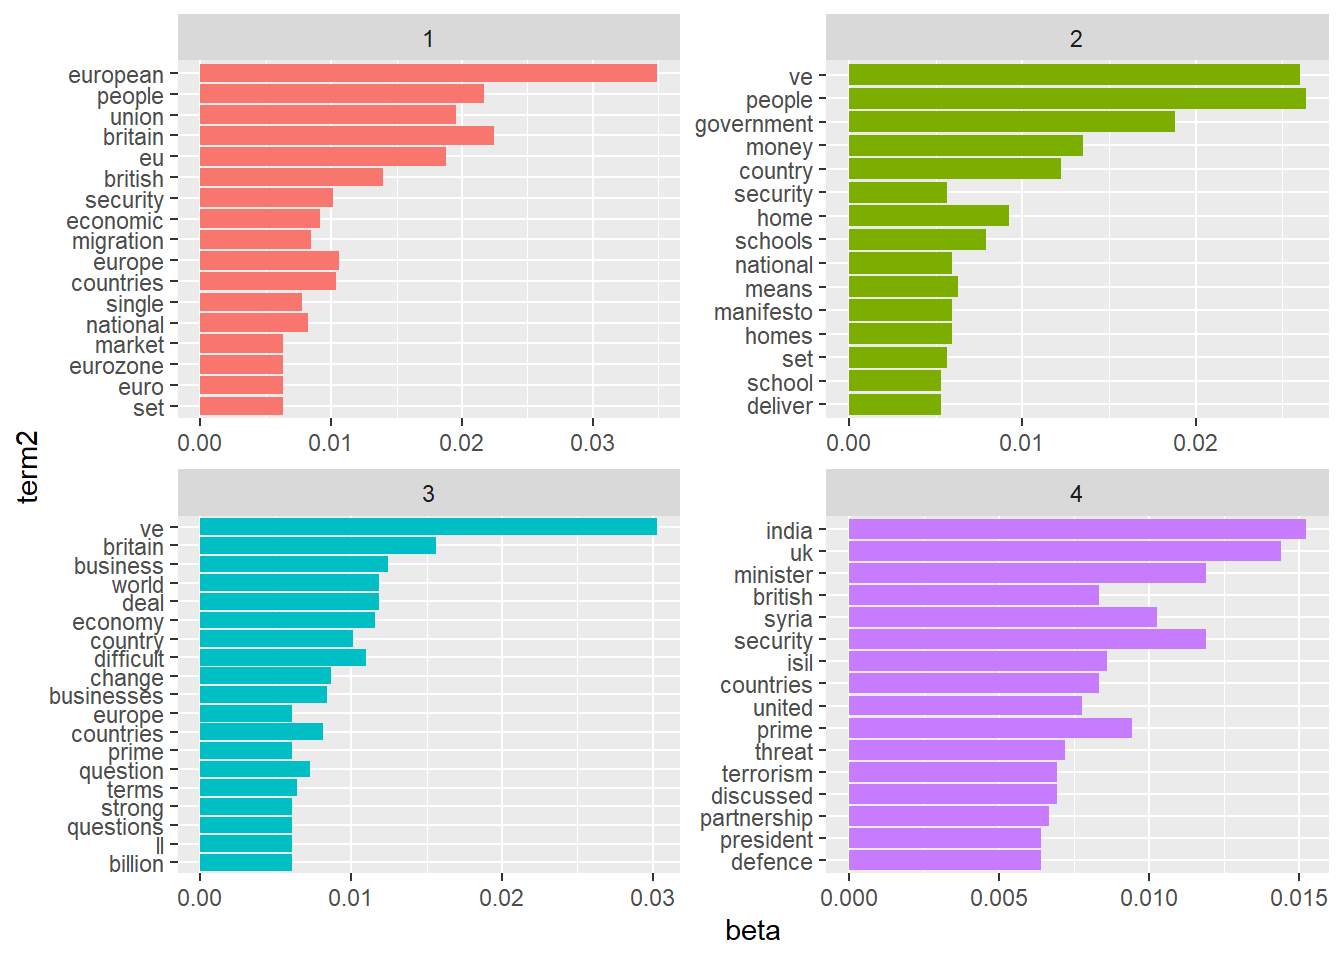 1
european
people
union
britain
eu
british
security
economic
migration
europe
countries
single
national
market
eurozone
euro
set
0.00 0.01 0.02 0.03
2
ve
people
government
money
country
security
home
schools
national
means
manifesto
homes
set
school
deliver
0.00 0.01 0.02
term2
3
ve
britain
business
world
deal
economy
country
difficult
change
businesses
europe
countries
prime
question
terms
strong
questions
ll
billion
0.00 0.01 0.02 0.03
4
india
uk
minister
british
syria
security
isil
countries
united
prime
threat
terrorism
discussed
partnership
president
defence
0.000 0.005 0.010 0.015
beta